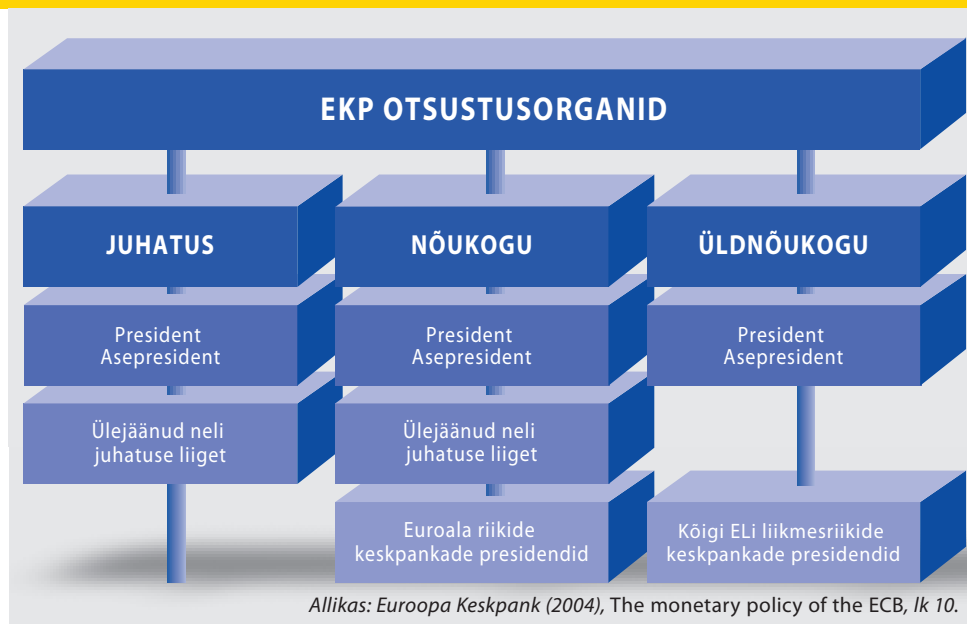 EKP OTSUSTUSORGANID
JUHATUS
President
Asepresident
Ülejäänud neli
juhatuse liiget
NÕUKOGU
President
Asepresident
Ülejäänud neli
juhatuse liiget
Euroala riikide
keskpankade presidendid
ÜLDNÕUKOGU
President
Asepresident
Kõigi ELi liikmesriikide
keskpankade presidendid
Allikas: Euroopa Keskpank (2004), The monetary policy of the ECB, lk 10.